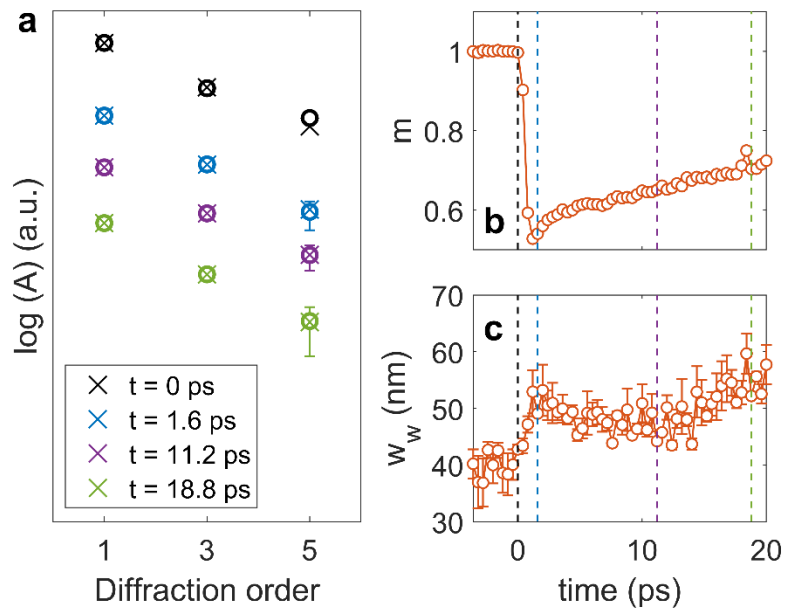 a
log (A) (a.u.)
× t = 0 ps
× t = 1.6 ps
× t = 11.2 ps
× t = 18.8 ps
1 3 5
Diffraction order
b
m
1
0.8
0.6
c
w_w (nm)
70
60
50
40
30
0 10 20
time (ps)